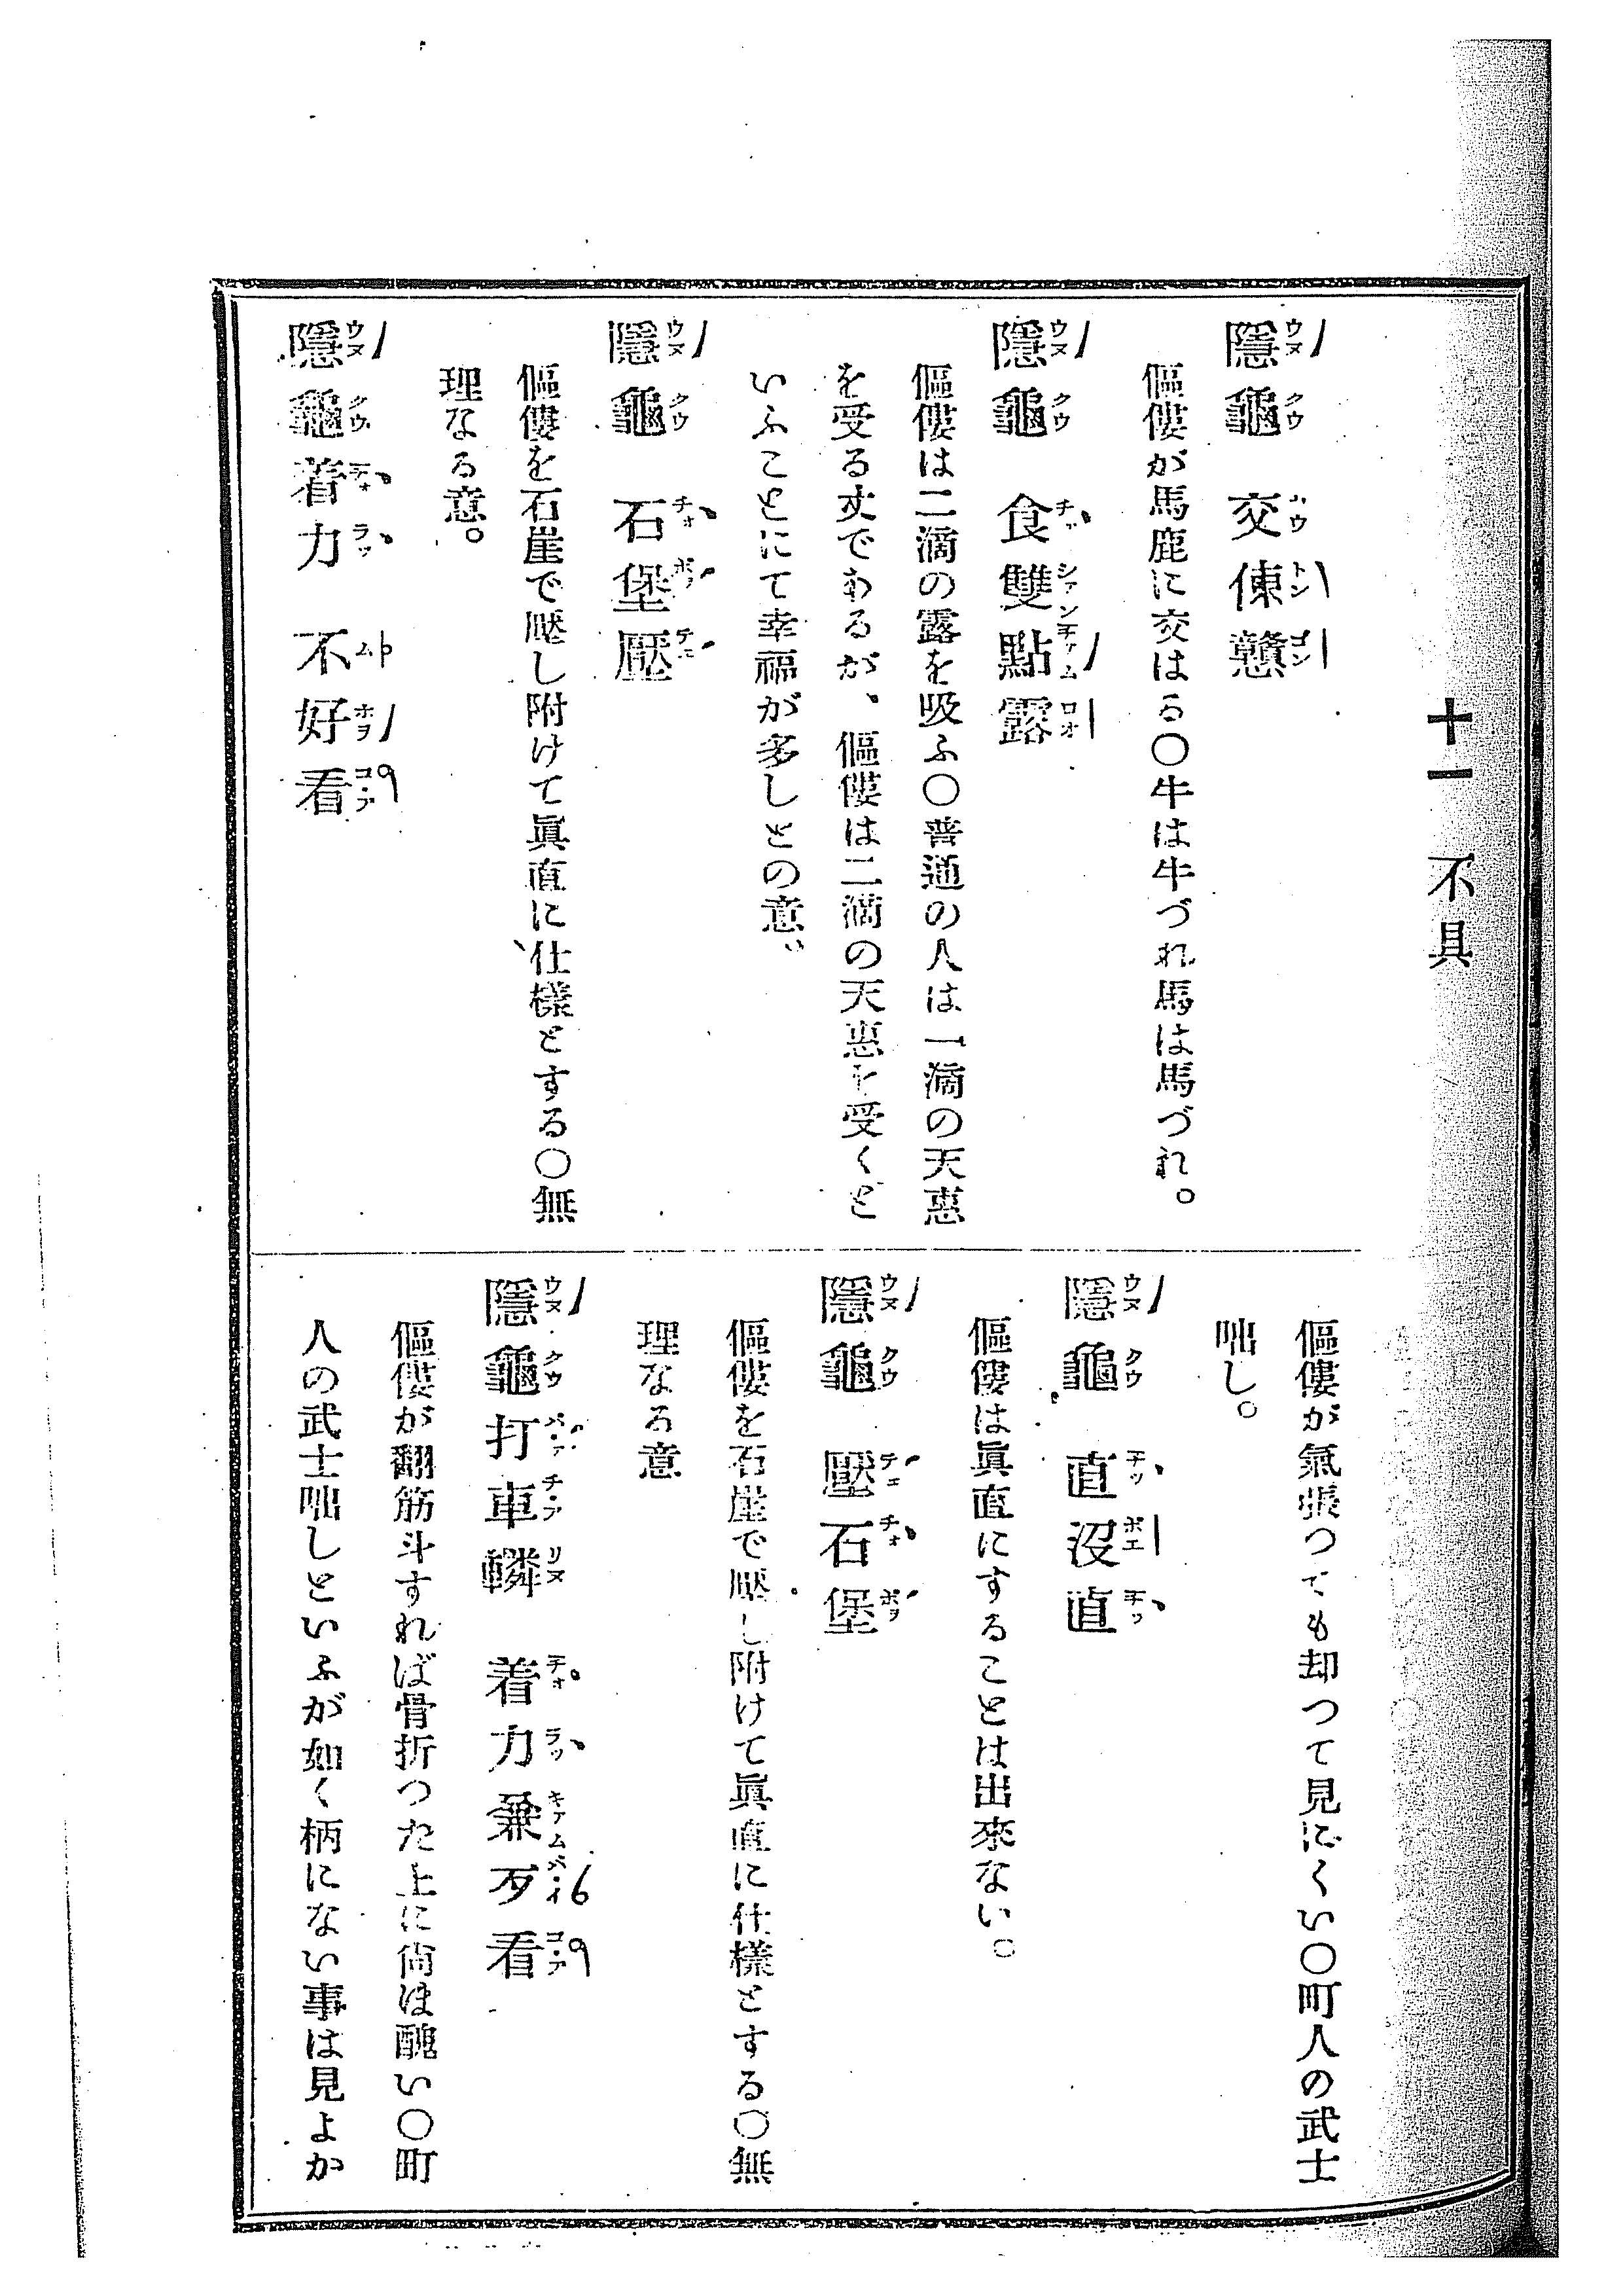 十一　不具
隱龜　交倲戇
傴僂が馬鹿に交はる〇牛は牛づれ馬は馬づれ。
隱龜　食雙點露
傴僂は二滴の露を吸ふ〇普通の人は一滴の天惠
を受る丈であるが、傴僂は二滴の天惠を受くと
いふことにて幸福が多しとの意。
隱龜　石堡壓
傴僂を石崖で壓し附けて眞直に仕樣とする〇無
理なる意。
隱龜着力　不好看
傴僂が氣張つても却つて見にくい〇町人の武士
咄し。
隱龜　直沒直
傴僂は眞直にすることは出來ない。
隱龜　壓石堡
傴僂を石崖で壓し附けて眞直に仕樣とする〇無
理なる意
隱龜打車轔　着力兼歹看
傴僂が翻筋斗すれば骨折つた上に尙ほ醜い〇町
人の武士咄しといふが如く柄にない事は見よか